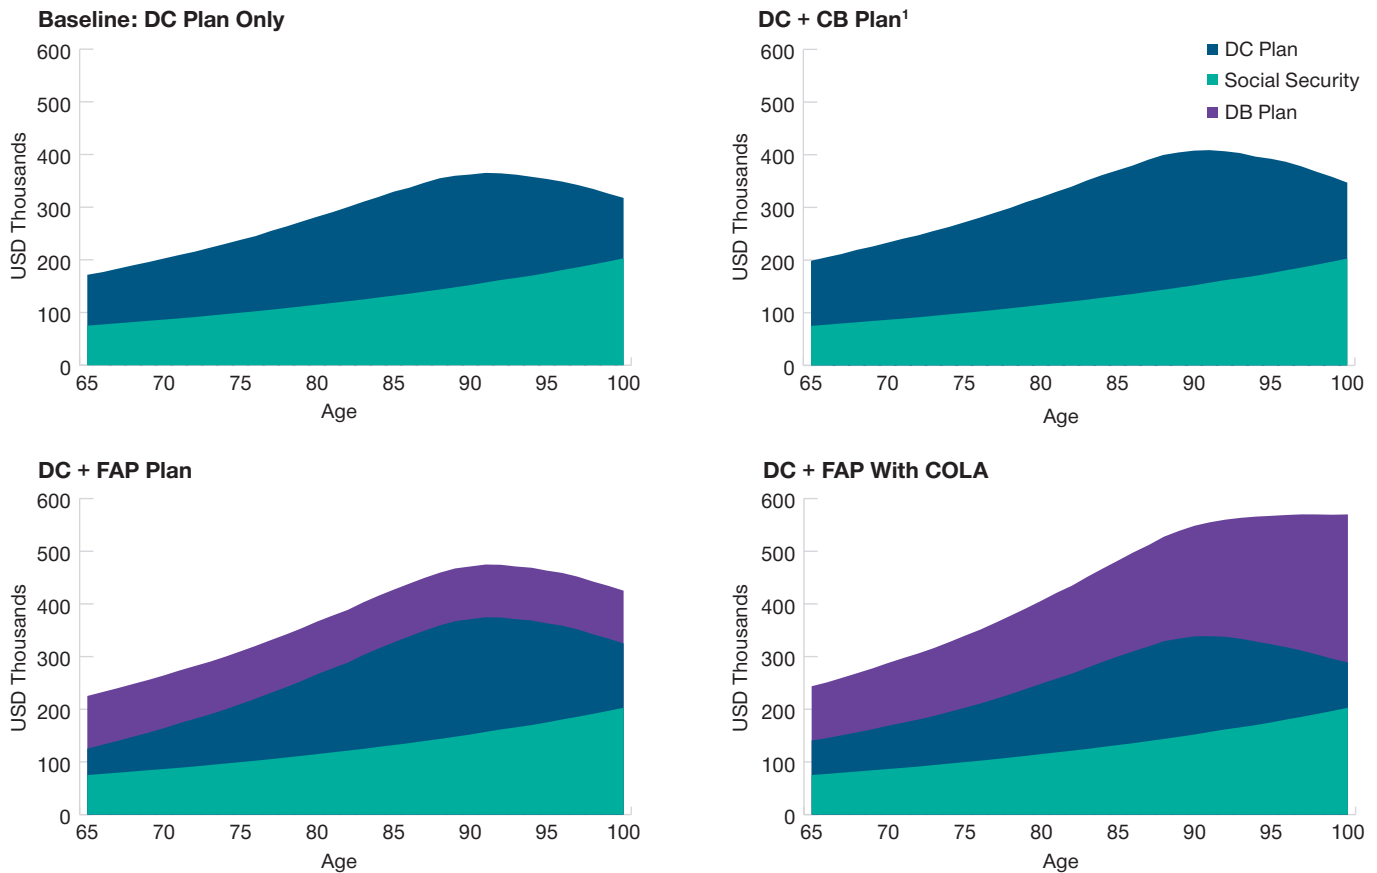 Baseline: DC Plan Only
600
500
400
300
200
100
0
USD Thousands
65 70 75 80 85 90 95 100
Age
DC + CB Plan¹
DC Plan
Social Security
DB Plan
600
500
400
300
200
100
0
USD Thousands
65 70 75 80 85 90 95 100
Age
DC + FAP Plan
600
500
400
300
200
100
0
USD Thousands
65 70 75 80 85 90 95 100
Age
DC + FAP With COLA
600
500
400
300
200
100
0
USD Thousands
65 70 75 80 85 90 95 100
Age